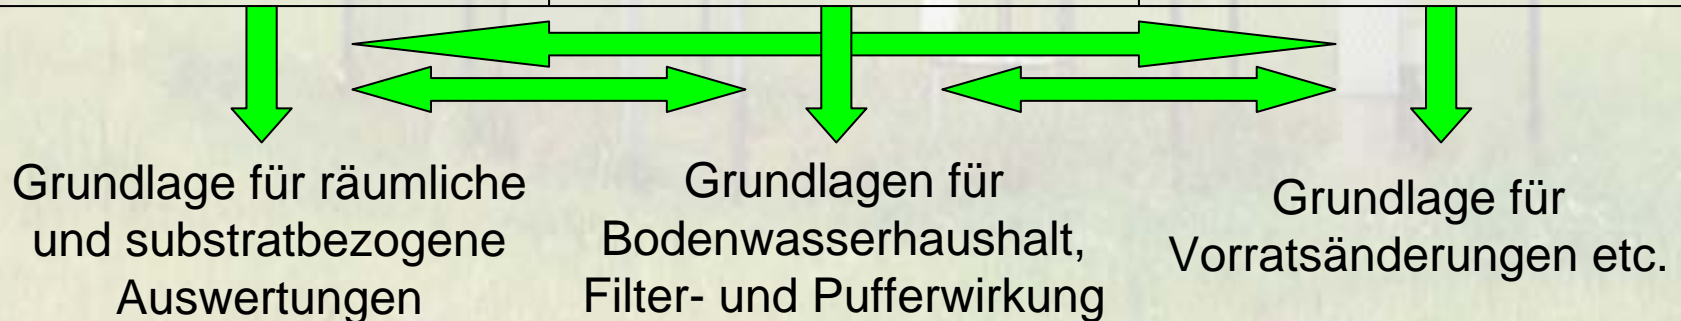 Grundlage für räumliche
und substratbezogene
Auswertungen
Grundlagen für
Bodenwasserhaushalt,
Filter- und Pufferwirkung
Grundlage für
Vorratsänderungen etc.